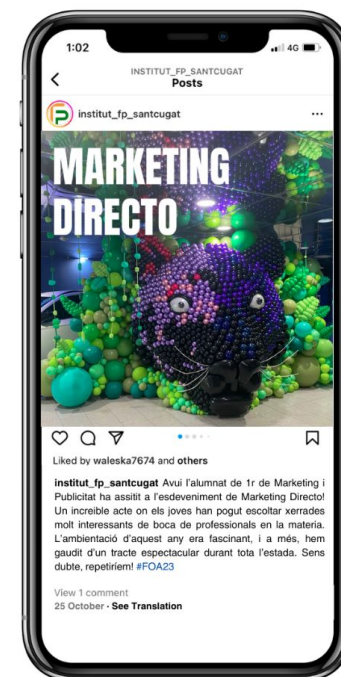 1:02
4G
INSTITUT_FP_SANTCUGAT
Posts
institut_fp_santcugat
MARKETING
DIRECTO
Liked by waleska7674 and others
institut_fp_santcugat Avui l'alumnat de 1r de Marketing i
Publicitat ha assitit a l'esdeveniment de Marketing Directo!
Un increible acte on els joves han pogut escoltar xerrades
molt interessants de boca de professionals en la materia.
L'ambientació d'aquest any era fascinant, i a més, hem
gaudit d'un tracte espectacular durant tota l'estada. Sens
dubte, repetiríem! #FOA23
View 1 comment
25 October · See Translation